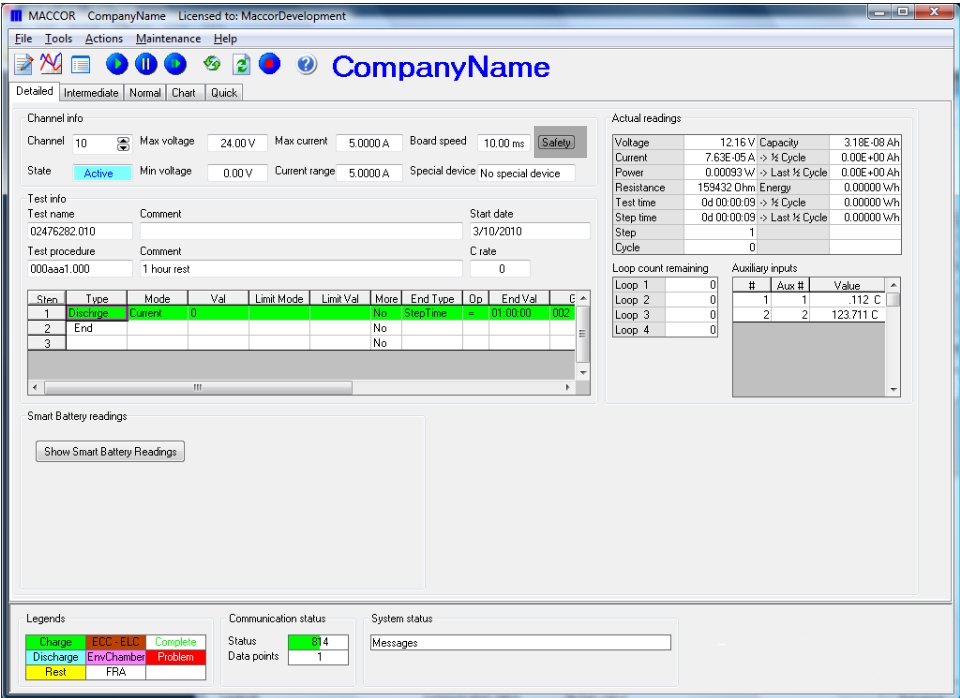 MACCOR CompanyName Licensed to: MaccorDevelopment
File Tools Actions Maintenance Help
CompanyName
Detailed Intermediate Normal Chart Quick
Channel info
Channel 10 Max voltage 24.00 V Max current 5.0000 A Board speed 10.00 ms Safety
State Active Min voltage 0.00 V Current range 5.0000 A Special device No special device
Test info
Test name Comment Start date
02476282.010 3/10/2010
Test procedure Comment C rate
000aaa1.000 1 hour rest 0
Step Type Mode Val Limit Mode Limit Val More End Type Op End Val G
1 Dischrge Current 0 No StepTime = 01:00:00 002
2 End No
3 No
Smart Battery readings
Show Smart Battery Readings
Actual readings
Voltage 12.16 V Capacity 3.18E-08 Ah
Current 7.63E-05 A -> ½ Cycle 0.00E+00 Ah
Power 0.00093 W -> Last ½ Cycle 0.00E+00 Ah
Resistance 159432 Ohm Energy 0.00000 Wh
Test time 0d 00:00:09 -> ½ Cycle 0.00000 Wh
Step time 0d 00:00:09 -> Last ½ Cycle 0.00000 Wh
Step 1
Cycle 0
Loop count remaining
Loop 1 0
Loop 2 0
Loop 3 0
Loop 4 0
Auxiliary inputs
# Aux # Value
1 1 .112 C
2 2 123.711 C
Legends
Charge ECC - ELC Complete
Discharge EnvChamber Problem
Rest FRA
Communication status
Status 814
Data points 1
System status
Messages